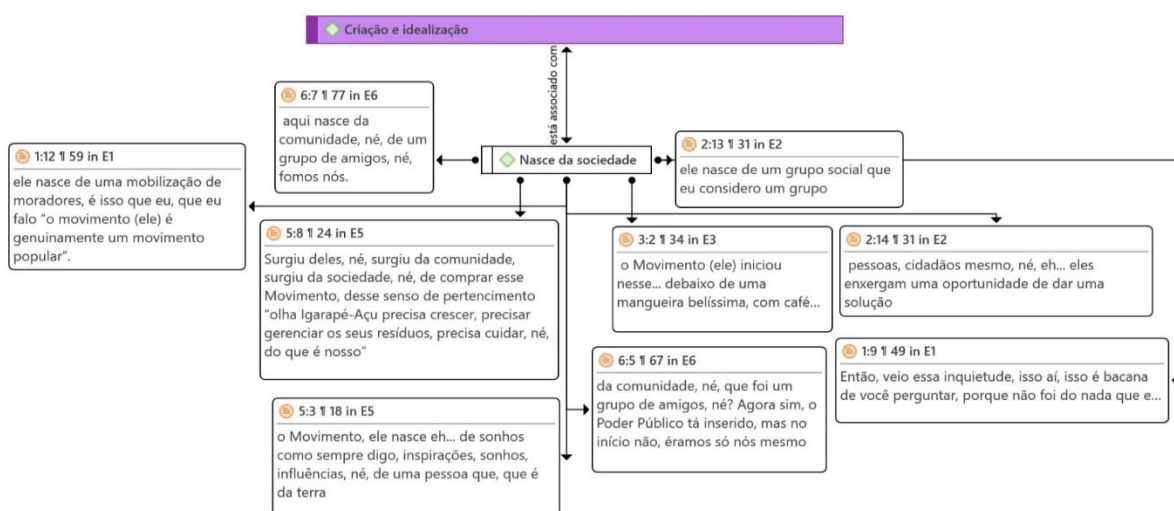 Criação e idealização
está associado com
6:7 ¶ 77 in E6
aqui nasce da
comunidade, né, de um
grupo de amigos, né,
fomos nós.
Nasce da sociedade
2:13 ¶ 31 in E2
ele nasce de um grupo social que
eu considero um grupo
1:12 ¶ 59 in E1
ele nasce de uma mobilização de
moradores, é isso que eu, que eu
falo “o movimento (ele) é
genuinamente um movimento
popular”.
5:8 ¶ 24 in E5
Surgiu deles, né, surgiu da comunidade,
surgiu da sociedade, né, de comprar esse
Movimento, desse senso de pertencimento
“olha Igarapé-Açu precisa crescer, precisar
gerenciar os seus resíduos, precisa cuidar, né,
do que é nosso”
3:2 ¶ 34 in E3
o Movimento (ele) iniciou
nesse... debaixo de uma
mangueira belíssima, com café...
2:14 ¶ 31 in E2
pessoas, cidadãos mesmo, né, eh... eles
enxergam uma oportunidade de dar uma
solução
1:9 ¶ 49 in E1
Então, veio essa inquietude, isso aí, isso é bacana
de você perguntar, porque não foi do nada que e...
6:5 ¶ 67 in E6
da comunidade, né, que foi um
grupo de amigos, né? Agora sim, o
Poder Público tá inserido, mas no
início não, éramos só nós mesmo
5:3 ¶ 18 in E5
o Movimento, ele nasce eh... de sonhos
como sempre digo, inspirações, sonhos,
influências, né, de uma pessoa que, que é
da terra